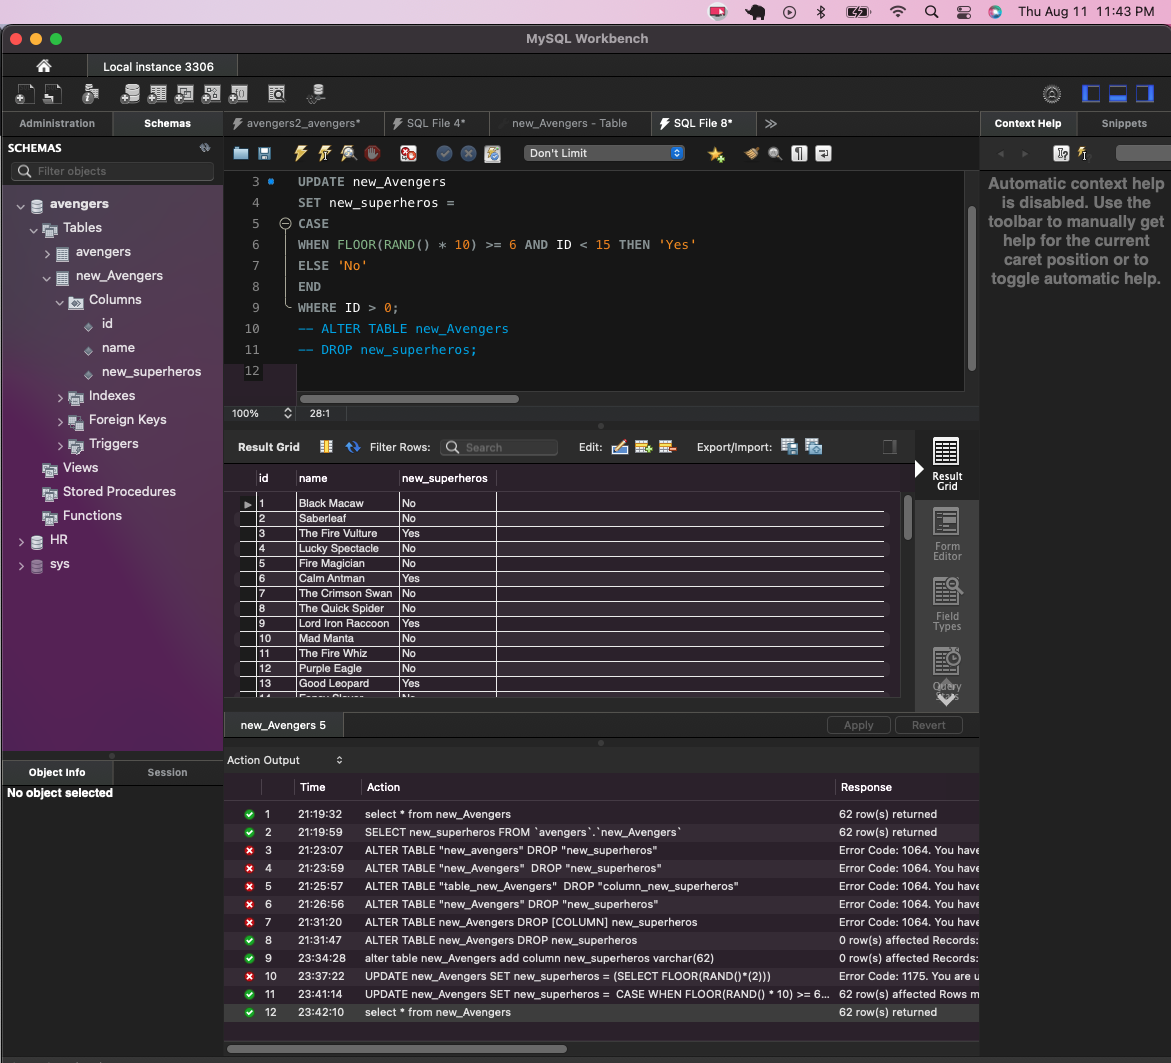 Thu Aug 11 11:43 PM
MySQL Workbench
Local instance 3306
Administration
Schemas
avengers2_avengers*
SQL File 4*
new_Avengers - Table
SQL File 8*
Context Help
Snippets
SCHEMAS
Filter objects
avengers
Tables
avengers
new_Avengers
Columns
id
name
new_superheros
Indexes
Foreign Keys
Triggers
Views
Stored Procedures
Functions
HR
sys
Object Info
Session
No object selected
Don't Limit
3 UPDATE new_Avengers
4 SET new_superheros =
5 CASE
6 WHEN FLOOR(RAND() * 10) >= 6 AND ID < 15 THEN 'Yes'
7 ELSE 'No'
8 END
9 WHERE ID > 0;
10 -- ALTER TABLE new_Avengers
11 -- DROP new_superheros;
12
100% 28:1
Automatic context help
is disabled. Use the
toolbar to manually get
help for the current
caret position or to
toggle automatic help.
Result Grid Filter Rows: Search Edit: Export/Import:
id name new_superheros
1 Black Macaw No
2 Saberleaf No
3 The Fire Vulture Yes
4 Lucky Spectacle No
5 Fire Magician No
6 Calm Antman Yes
7 The Crimson Swan No
8 The Quick Spider No
9 Lord Iron Raccoon Yes
10 Mad Manta No
11 The Fire Whiz No
12 Purple Eagle No
13 Good Leopard Yes
Result
Grid
Form
Editor
Field
Types
Query
Stats
new_Avengers 5
Apply
Revert
Action Output
Time Action Response
1 21:19:32 select * from new_Avengers 62 row(s) returned
2 21:19:59 SELECT new_superheros FROM `avengers`.`new_Avengers` 62 row(s) returned
3 21:23:07 ALTER TABLE "new_avengers" DROP "new_superheros" Error Code: 1064. You have
4 21:23:59 ALTER TABLE "new_Avengers"  DROP "new_superheros" Error Code: 1064. You have
5 21:25:57 ALTER TABLE "table_new_Avengers"  DROP "column_new_superheros" Error Code: 1064. You have
6 21:26:56 ALTER TABLE "new_Avengers" DROP "new_superheros" Error Code: 1064. You have
7 21:31:20 ALTER TABLE new_Avengers DROP [COLUMN] new_superheros Error Code: 1064. You have
8 21:31:47 ALTER TABLE new_Avengers DROP new_superheros 0 row(s) affected Records:
9 23:34:28 alter table new_Avengers add column new_superheros varchar(62) 0 row(s) affected Records:
10 23:37:22 UPDATE new_Avengers SET new_superheros = (SELECT FLOOR(RAND()*(2))) Error Code: 1175. You are u
11 23:41:14 UPDATE new_Avengers SET new_superheros =  CASE WHEN FLOOR(RAND() * 10) >= 6... 62 row(s) affected Rows m
12 23:42:10 select * from new_Avengers 62 row(s) returned